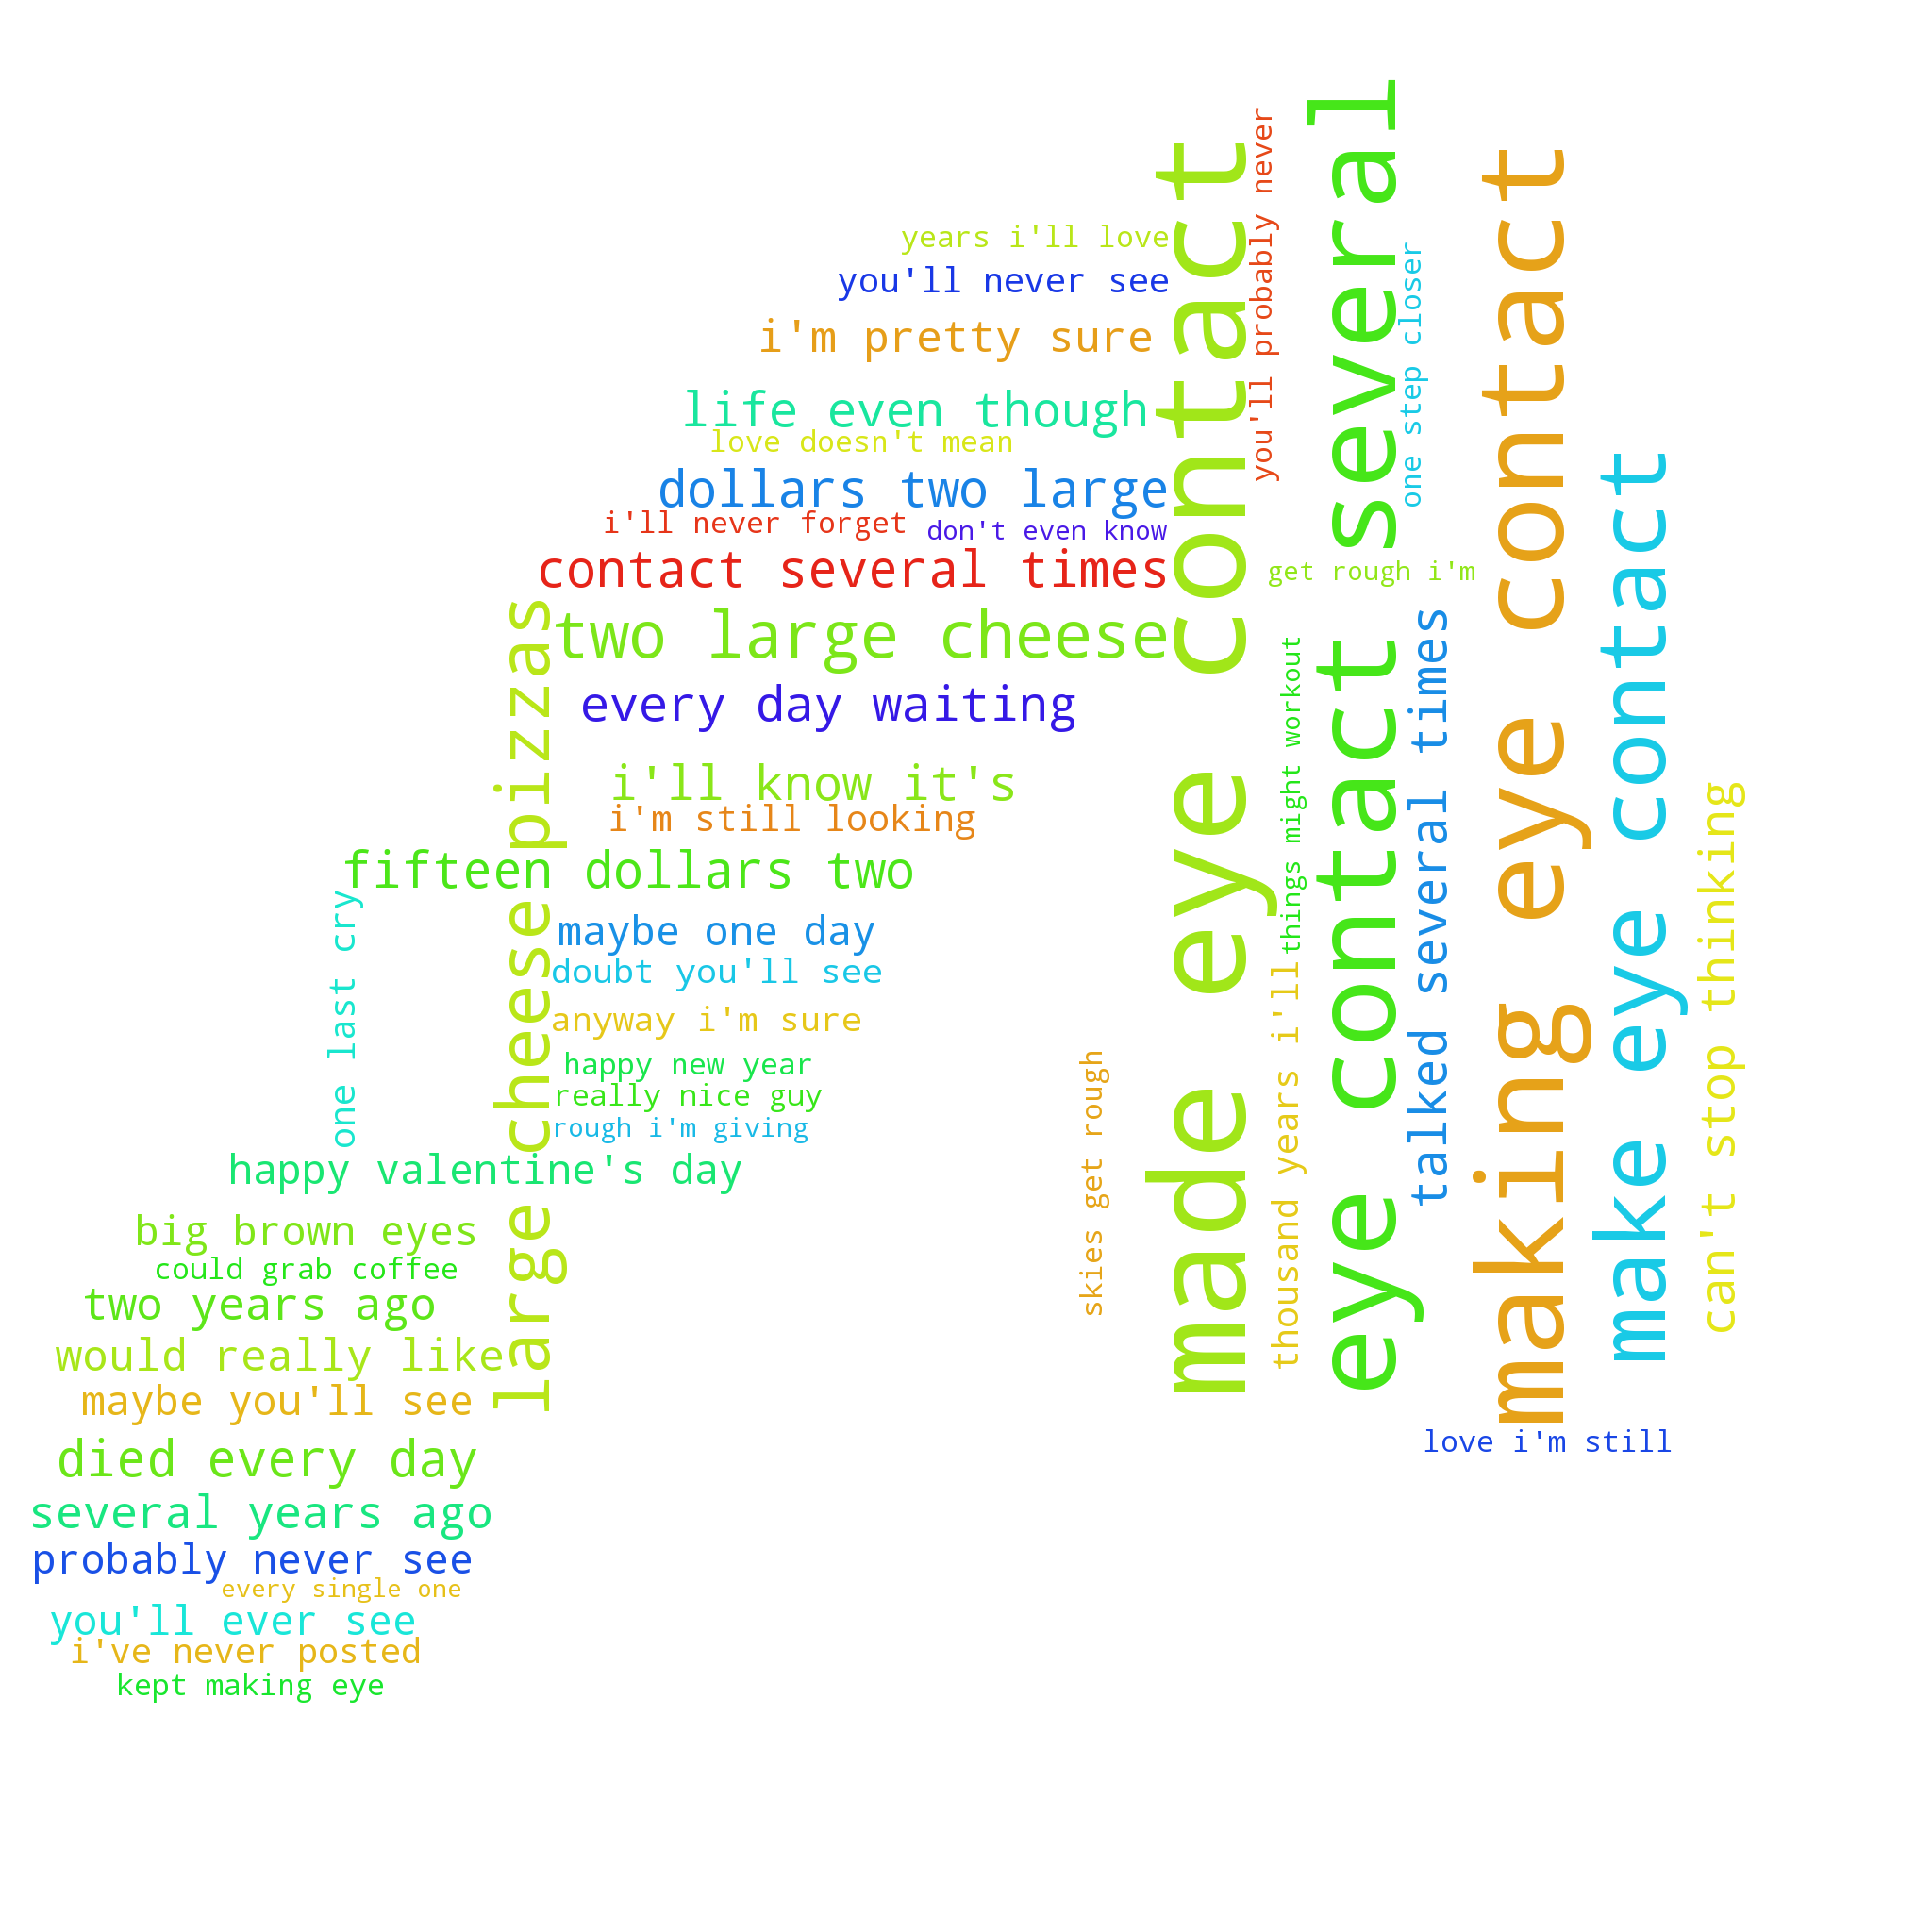 years i'll love
you'll never see
i'm pretty sure
life even though
love doesn't mean
dollars two large
i'll never forget
don't even know
contact several times
two large cheese
every day waiting
i'll know it's
i'm still looking
fifteen dollars two
maybe one day
doubt you'll see
anyway i'm sure
happy new year
really nice guy
rough i'm giving
happy valentine's day
big brown eyes
could grab coffee
two years ago
would really like
maybe you'll see
died every day
several years ago
probably never see
every single one
you'll ever see
i've never posted
kept making eye
one last cry
large cheese pizzas
skies get rough
made eye contact
you'll probably never
get rough i'm
things might workout
thousand years i'll
eye contact several
one step closer
talked several times
making eye contact
make eye contact
can't stop thinking
love i'm still